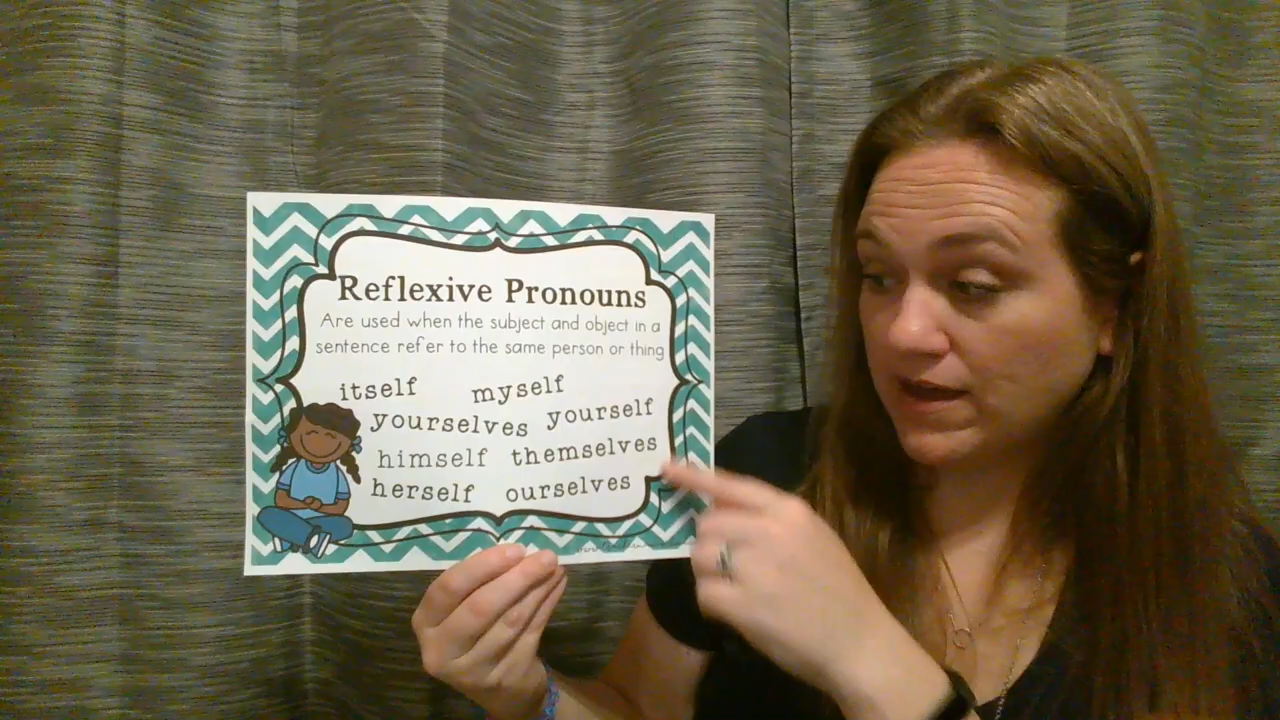 Reflexive Pronouns
Are used when the subject and object in a
sentence refer to the same person or thing
itself myself
yourselves yourself
himself themselves
herself ourselves